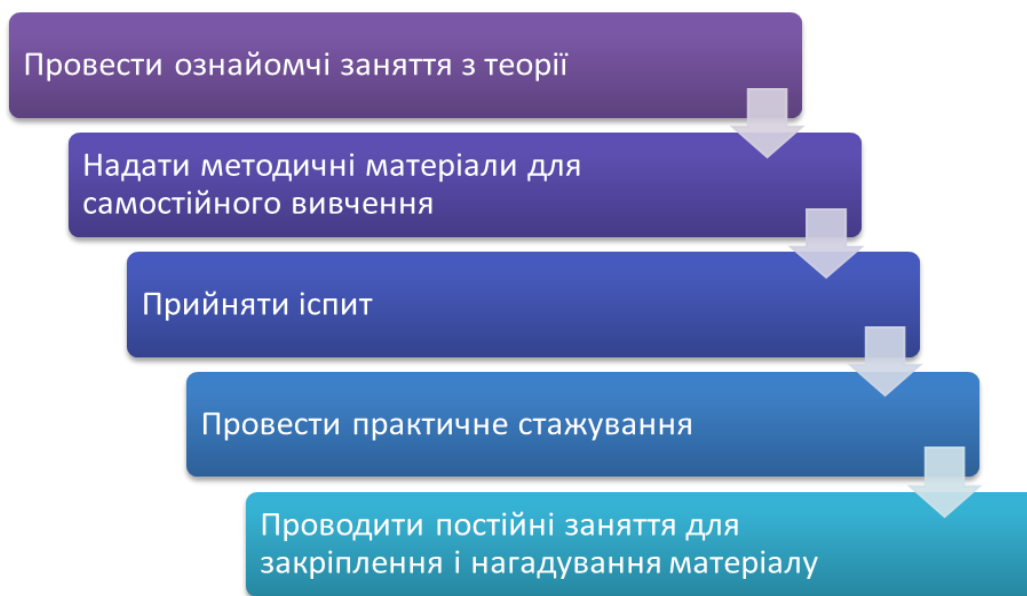 Провести ознайомчі заняття з теорії
Надати методичні матеріали для
самостійного вивчення
Прийняти іспит
Провести практичне стажування
Проводити постійні заняття для
закріплення і нагадування матеріалу